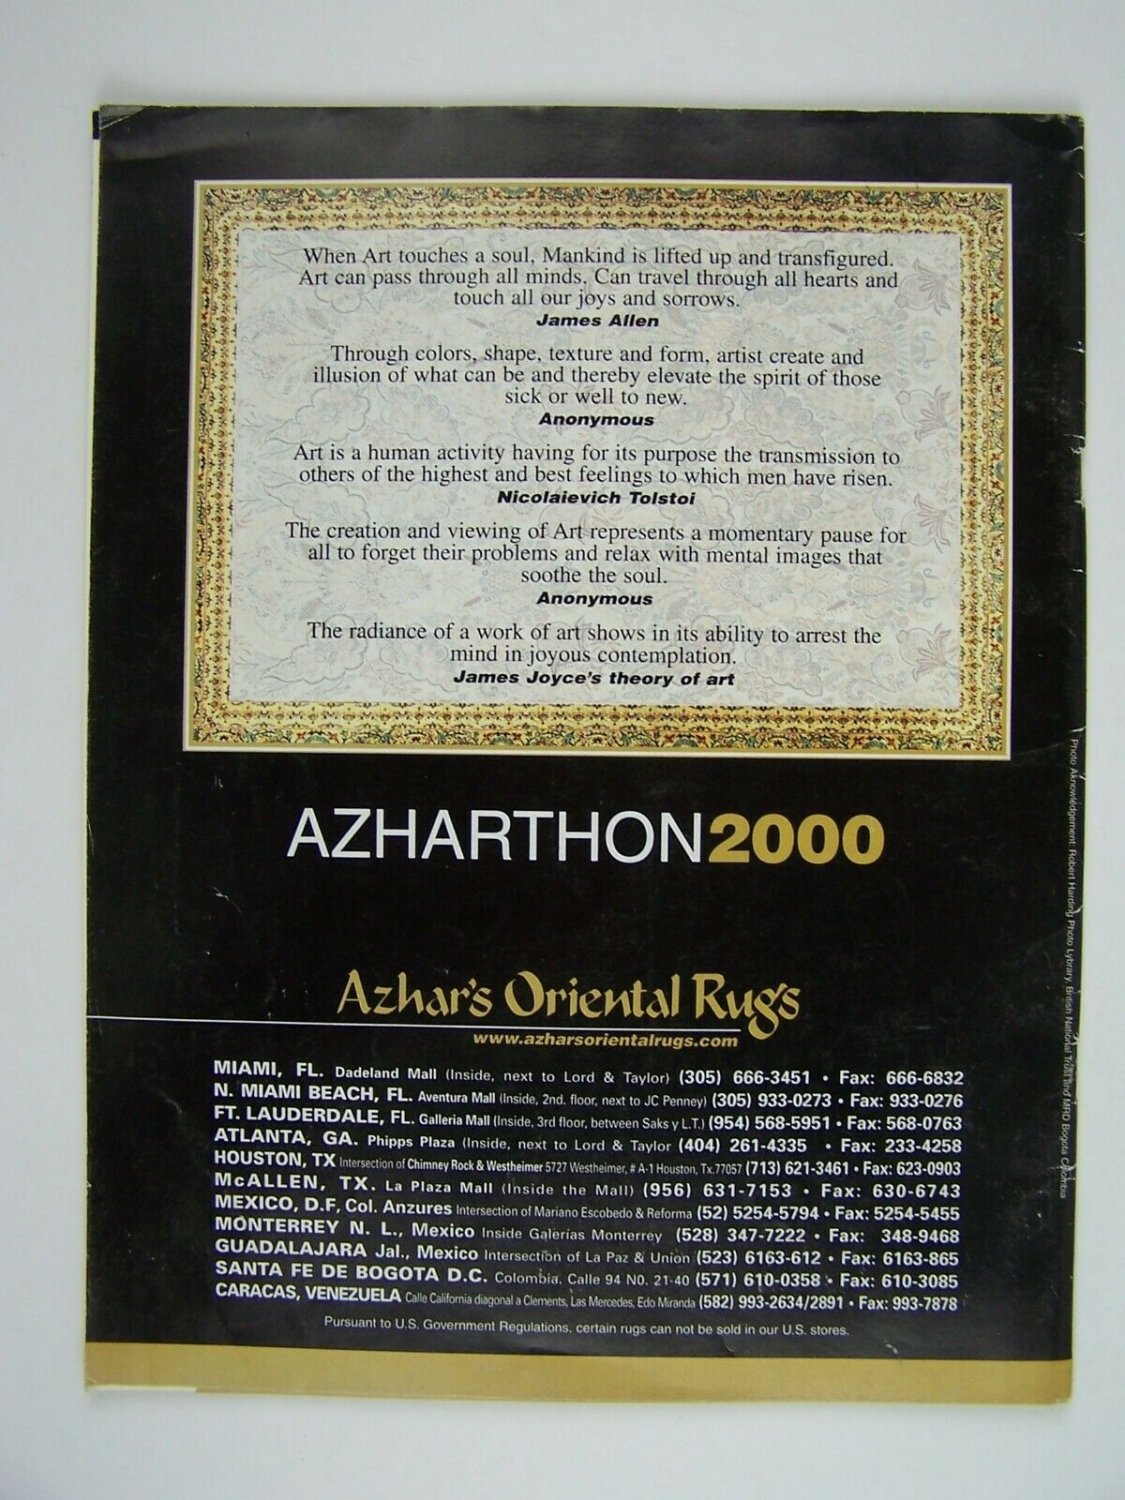 When Art touches a soul, Mankind is lifted up and transfigured.
Art can pass through all minds. Can travel through all hearts and
touch all our joys and sorrows.
James Allen
Through colors, shape, texture and form, artist create and
illusion of what can be and thereby elevate the spirit of those
sick or well to new.
Anonymous
Art is a human activity having for its purpose the transmission to
others of the highest and best feelings to which men have risen.
Nicolaievich Tolstoi
The creation and viewing of Art represents a momentary pause for
all to forget their problems and relax with mental images that
soothe the soul.
Anonymous
The radiance of a work of art shows in its ability to arrest the
mind in joyous contemplation.
James Joyce's theory of art
AZHARTHON2000
Azhar's Oriental Rugs
www.azharsorientalrugs.com
MIAMI, FL. Dadeland Mall (Inside, next to Lord & Taylor) (305) 666-3451 • Fax: 666-6832
N. MIAMI BEACH, FL. Aventura Mall (Inside, 2nd. floor, next to JC Penney) (305) 933-0273 • Fax: 933-0276
FT. LAUDERDALE, FL. Galleria Mall (Inside, 3rd floor, between Saks y L.T.) (954) 568-5951 • Fax: 568-0763
ATLANTA, GA. Phipps Plaza (Inside, next to Lord & Taylor (404) 261-4335 • Fax: 233-4258
HOUSTON, TX Intersection of Chimney Rock & Westheimer 5727 Westheimer, # A-1 Houston, Tx.77057 (713) 621-3461 • Fax: 623-0903
McALLEN, TX. La Plaza Mall (Inside the Mall) (956) 631-7153 • Fax: 630-6743
MEXICO, D.F, Col. Anzures Intersection of Mariano Escobedo & Reforma (52) 5254-5794 • Fax: 5254-5455
MONTERREY N. L., Mexico Inside Galerias Monterrey (528) 347-7222 • Fax: 348-9468
GUADALAJARA Jal., Mexico Intersection of La Paz & Union (523) 6163-612 • Fax: 6163-865
SANTA FE DE BOGOTA D.C. Colombia. Calle 94 NO. 21-40 (571) 610-0358 • Fax: 610-3085
CARACAS, VENEZUELA Calle California diagonal a Clements, Las Mercedes, Edo Miranda (582) 993-2634/2891 • Fax: 993-7878
Pursuant to U.S. Government Regulations, certain rugs can not be sold in our U.S. stores.
Photo Aknowledgement: Robert Harding Photo Lybrary, British National Trust and MRD Bogota Colombia